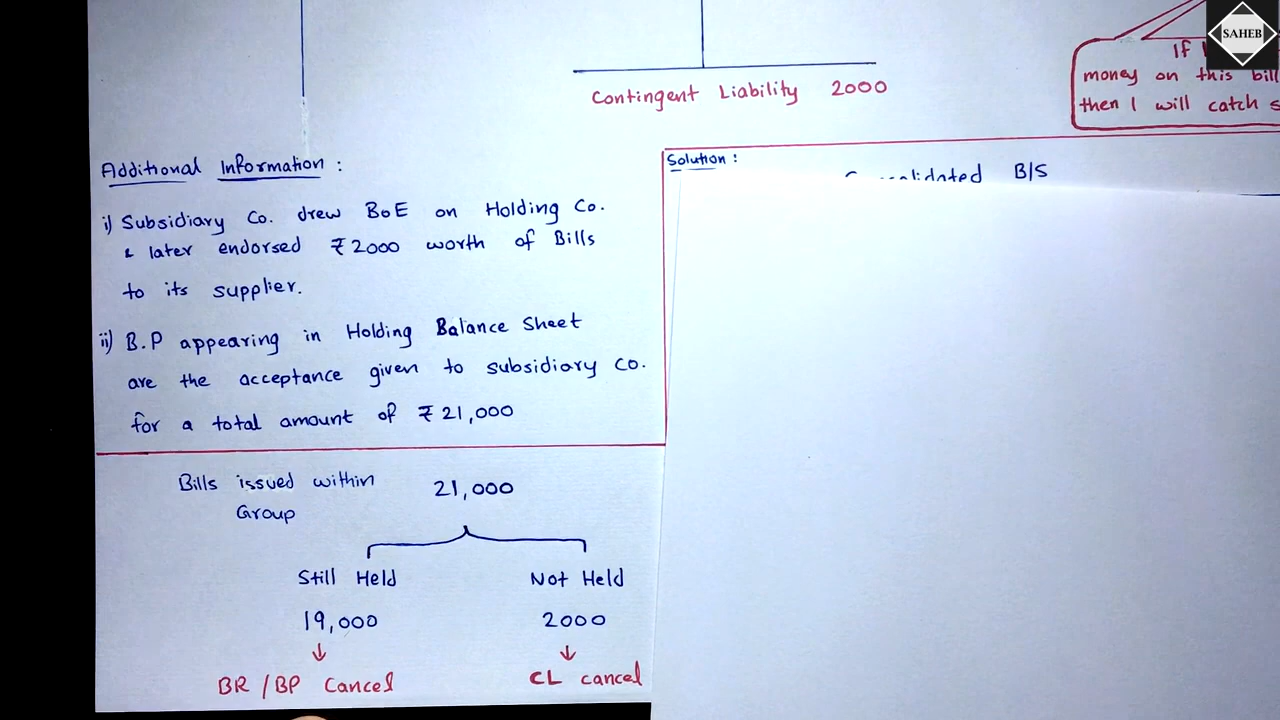 SAHEB
If
money on this bill
then I will catch
Contingent Liability 2000
Additional Information :
i) Subsidiary Co. drew BoE on Holding Co.
& later endorsed ₹2000 worth of Bills
to its supplier.
ii) B.P appearing in Holding Balance Sheet
are the acceptance given to subsidiary Co.
for a total amount of ₹21,000
Solution :
B/S
Bills issued within 21,000
Group
Still Held Not Held
19,000 2000
↓ ↓
BR / BP Cancel CL cancel